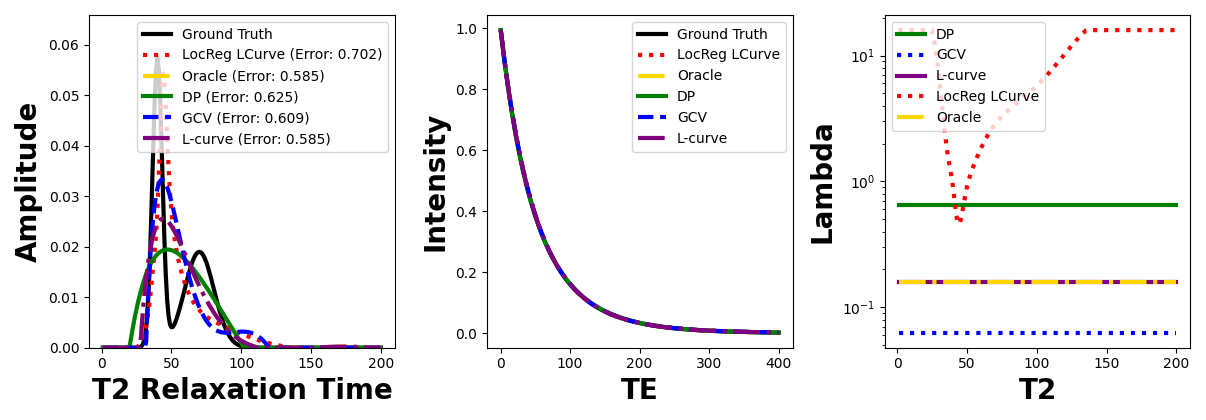 Amplitude
0.06
0.05
0.04
0.03
0.02
0.01
0.00
0
50
100
150
200
T2 Relaxation Time
Ground Truth
LocReg LCurve (Error: 0.702)
Oracle (Error: 0.585)
DP (Error: 0.625)
GCV (Error: 0.609)
L-curve (Error: 0.585)
Intensity
1.0
0.8
0.6
0.4
0.2
0.0
0
100
200
300
400
TE
Ground Truth
LocReg LCurve
Oracle
DP
GCV
L-curve
Lambda
10¹
10⁰
10⁻¹
0
50
100
150
200
T2
DP
GCV
L-curve
LocReg LCurve
Oracle